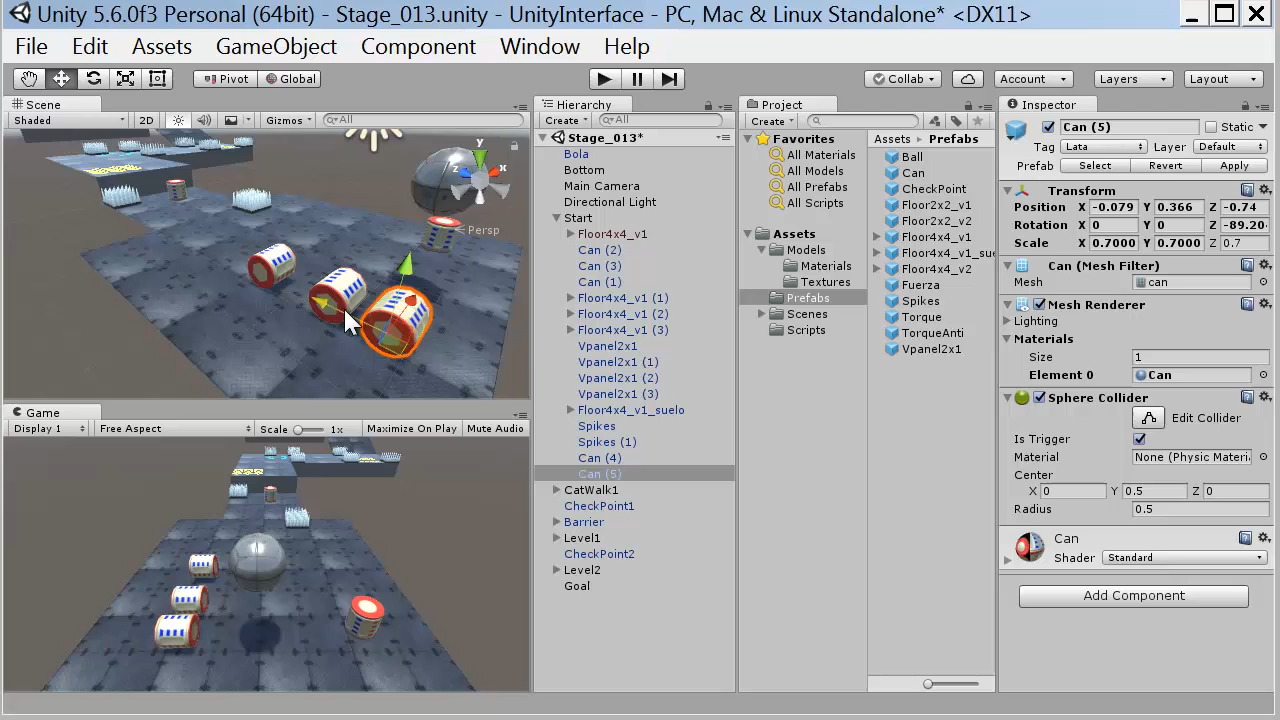 Unity 5.6.0f3 Personal (64bit) - Stage_013.unity - UnityInterface - PC, Mac & Linux Standalone* <DX11>
File Edit Assets GameObject Component Window Help
Pivot Global Collab Account Layers Layout
Scene
Shaded 2D Gizmos All
y
z x
Persp
Game
Display 1 Free Aspect Scale 1x Maximize On Play Mute Audio
Hierarchy
Create All
Stage_013*
Bola
Bottom
Main Camera
Directional Light
Start
Floor4x4_v1
Can (2)
Can (3)
Can (1)
Floor4x4_v1 (1)
Floor4x4_v1 (2)
Floor4x4_v1 (3)
Vpanel2x1
Vpanel2x1 (1)
Vpanel2x1 (2)
Vpanel2x1 (3)
Floor4x4_v1_suelo
Spikes
Spikes (1)
Can (4)
Can (5)
CatWalk1
CheckPoint1
Barrier
Level1
CheckPoint2
Level2
Goal
Project
Create
Favorites
All Materials
All Models
All Prefabs
All Scripts
Assets
Models
Materials
Textures
Prefabs
Scenes
Scripts
Assets Prefabs
Ball
Can
CheckPoint
Floor2x2_v1
Floor2x2_v2
Floor4x4_v1
Floor4x4_v1_sue
Floor4x4_v2
Fuerza
Spikes
Torque
TorqueAnti
Vpanel2x1
Inspector
Can (5) Static
Tag Lata Layer Default
Prefab Select Revert Apply
Transform
Position X -0.079 Y 0.366 Z -0.74
Rotation X 0 Y 0 Z -89.20
Scale X 0.7000 Y 0.7000 Z 0.7
Can (Mesh Filter)
Mesh can
Mesh Renderer
Lighting
Materials
Size 1
Element 0 Can
Sphere Collider
Edit Collider
Is Trigger
Material None (Physic Materi
Center
X 0 Y 0.5 Z 0
Radius 0.5
Can
Shader Standard
Add Component